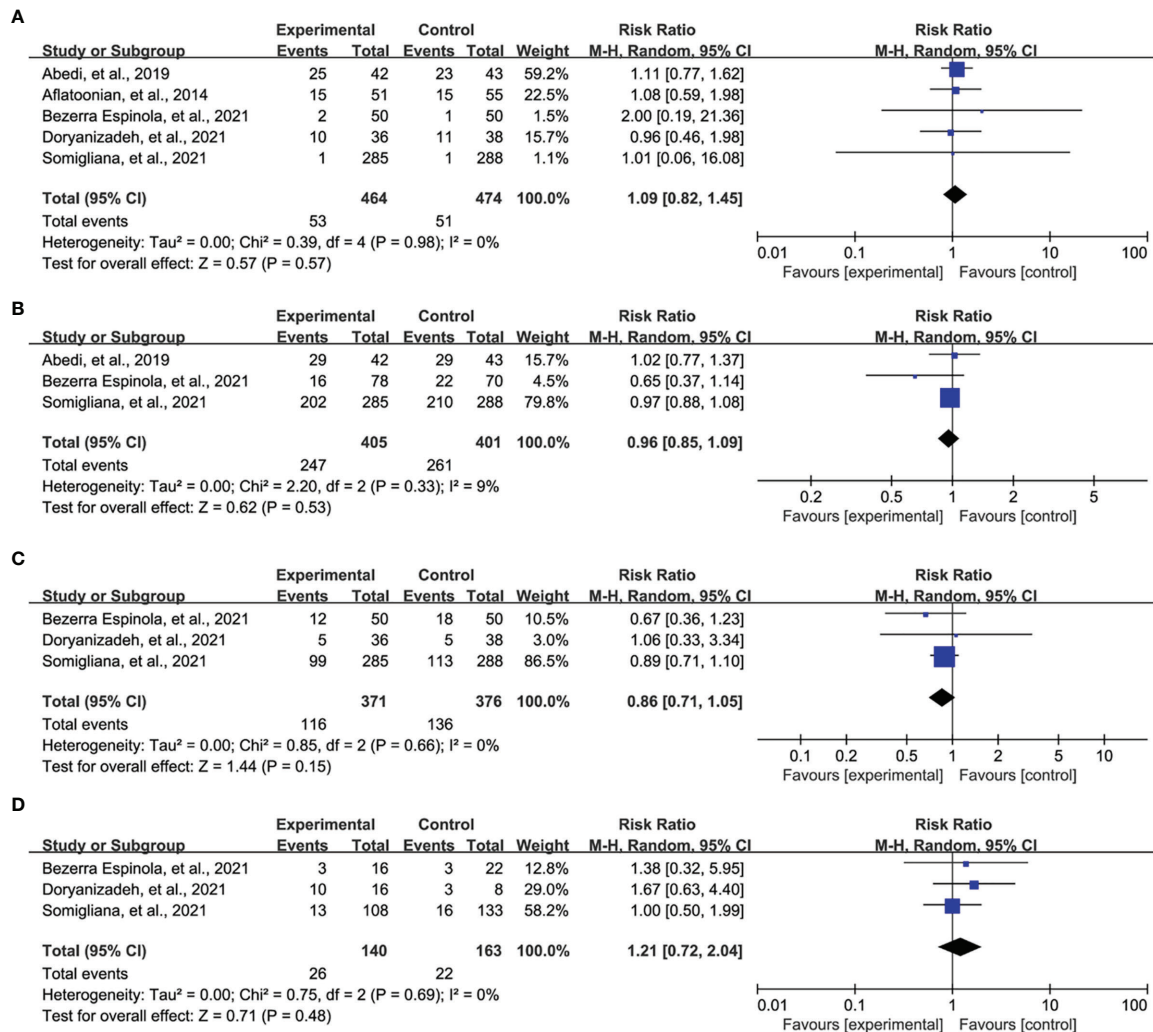 A
Experimental Control Risk Ratio Risk Ratio
Study or Subgroup Events Total Events Total Weight M-H, Random, 95% CI M-H, Random, 95% CI
Abedi, et al., 2019 25 42 23 43 59.2% 1.11 [0.77, 1.62]
Aflatoonian, et al., 2014 15 51 15 55 22.5% 1.08 [0.59, 1.98]
Bezerra Espinola, et al., 2021 2 50 1 50 1.5% 2.00 [0.19, 21.36]
Doryanizadeh, et al., 2021 10 36 11 38 15.7% 0.96 [0.46, 1.98]
Somigliana, et al., 2021 1 285 1 288 1.1% 1.01 [0.06, 16.08]
Total (95% CI) 464 474 100.0% 1.09 [0.82, 1.45]
Total events 53 51
Heterogeneity: Tau² = 0.00; Chi² = 0.39, df = 4 (P = 0.98); I² = 0%
Test for overall effect: Z = 0.57 (P = 0.57)
0.01 0.1 1 10 100
Favours [experimental] Favours [control]
B
Experimental Control Risk Ratio Risk Ratio
Study or Subgroup Events Total Events Total Weight M-H, Random, 95% CI M-H, Random, 95% CI
Abedi, et al., 2019 29 42 29 43 15.7% 1.02 [0.77, 1.37]
Bezerra Espinola, et al., 2021 16 78 22 70 4.5% 0.65 [0.37, 1.14]
Somigliana, et al., 2021 202 285 210 288 79.8% 0.97 [0.88, 1.08]
Total (95% CI) 405 401 100.0% 0.96 [0.85, 1.09]
Total events 247 261
Heterogeneity: Tau² = 0.00; Chi² = 2.20, df = 2 (P = 0.33); I² = 9%
Test for overall effect: Z = 0.62 (P = 0.53)
0.2 0.5 1 2 5
Favours [experimental] Favours [control]
C
Experimental Control Risk Ratio Risk Ratio
Study or Subgroup Events Total Events Total Weight M-H, Random, 95% CI M-H, Random, 95% CI
Bezerra Espinola, et al., 2021 12 50 18 50 10.5% 0.67 [0.36, 1.23]
Doryanizadeh, et al., 2021 5 36 5 38 3.0% 1.06 [0.33, 3.34]
Somigliana, et al., 2021 99 285 113 288 86.5% 0.89 [0.71, 1.10]
Total (95% CI) 371 376 100.0% 0.86 [0.71, 1.05]
Total events 116 136
Heterogeneity: Tau² = 0.00; Chi² = 0.85, df = 2 (P = 0.66); I² = 0%
Test for overall effect: Z = 1.44 (P = 0.15)
0.1 0.2 0.5 1 2 5 10
Favours [experimental] Favours [control]
D
Experimental Control Risk Ratio Risk Ratio
Study or Subgroup Events Total Events Total Weight M-H, Random, 95% CI M-H, Random, 95% CI
Bezerra Espinola, et al., 2021 3 16 3 22 12.8% 1.38 [0.32, 5.95]
Doryanizadeh, et al., 2021 10 16 3 8 29.0% 1.67 [0.63, 4.40]
Somigliana, et al., 2021 13 108 16 133 58.2% 1.00 [0.50, 1.99]
Total (95% CI) 140 163 100.0% 1.21 [0.72, 2.04]
Total events 26 22
Heterogeneity: Tau² = 0.00; Chi² = 0.75, df = 2 (P = 0.69); I² = 0%
Test for overall effect: Z = 0.71 (P = 0.48)
0.01 0.1 1 10 100
Favours [experimental] Favours [control]